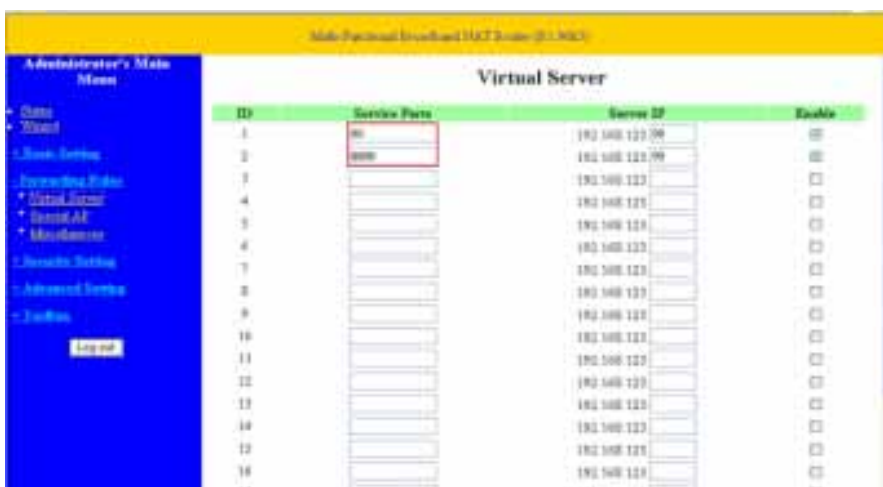 Administrator's Main
Menu
Virtual Server
ID Service Ports Server IP Enable
Status
Wizard
+ Basic Setting
- Forwarding Rules
Virtual Server
Special AP
Miscellaneous
+ Security Setting
+ Advanced Setting
+ Toolbox
Log out
1 192.168.123. 99
2 192.168.123. 99
3 192.168.123.
4 192.168.123.
5 192.168.123.
6 192.168.123.
7 192.168.123.
8 192.168.123.
9 192.168.123.
10 192.168.123.
11 192.168.123.
12 192.168.123.
13 192.168.123.
14 192.168.123.
15 192.168.123.
16 192.168.123.